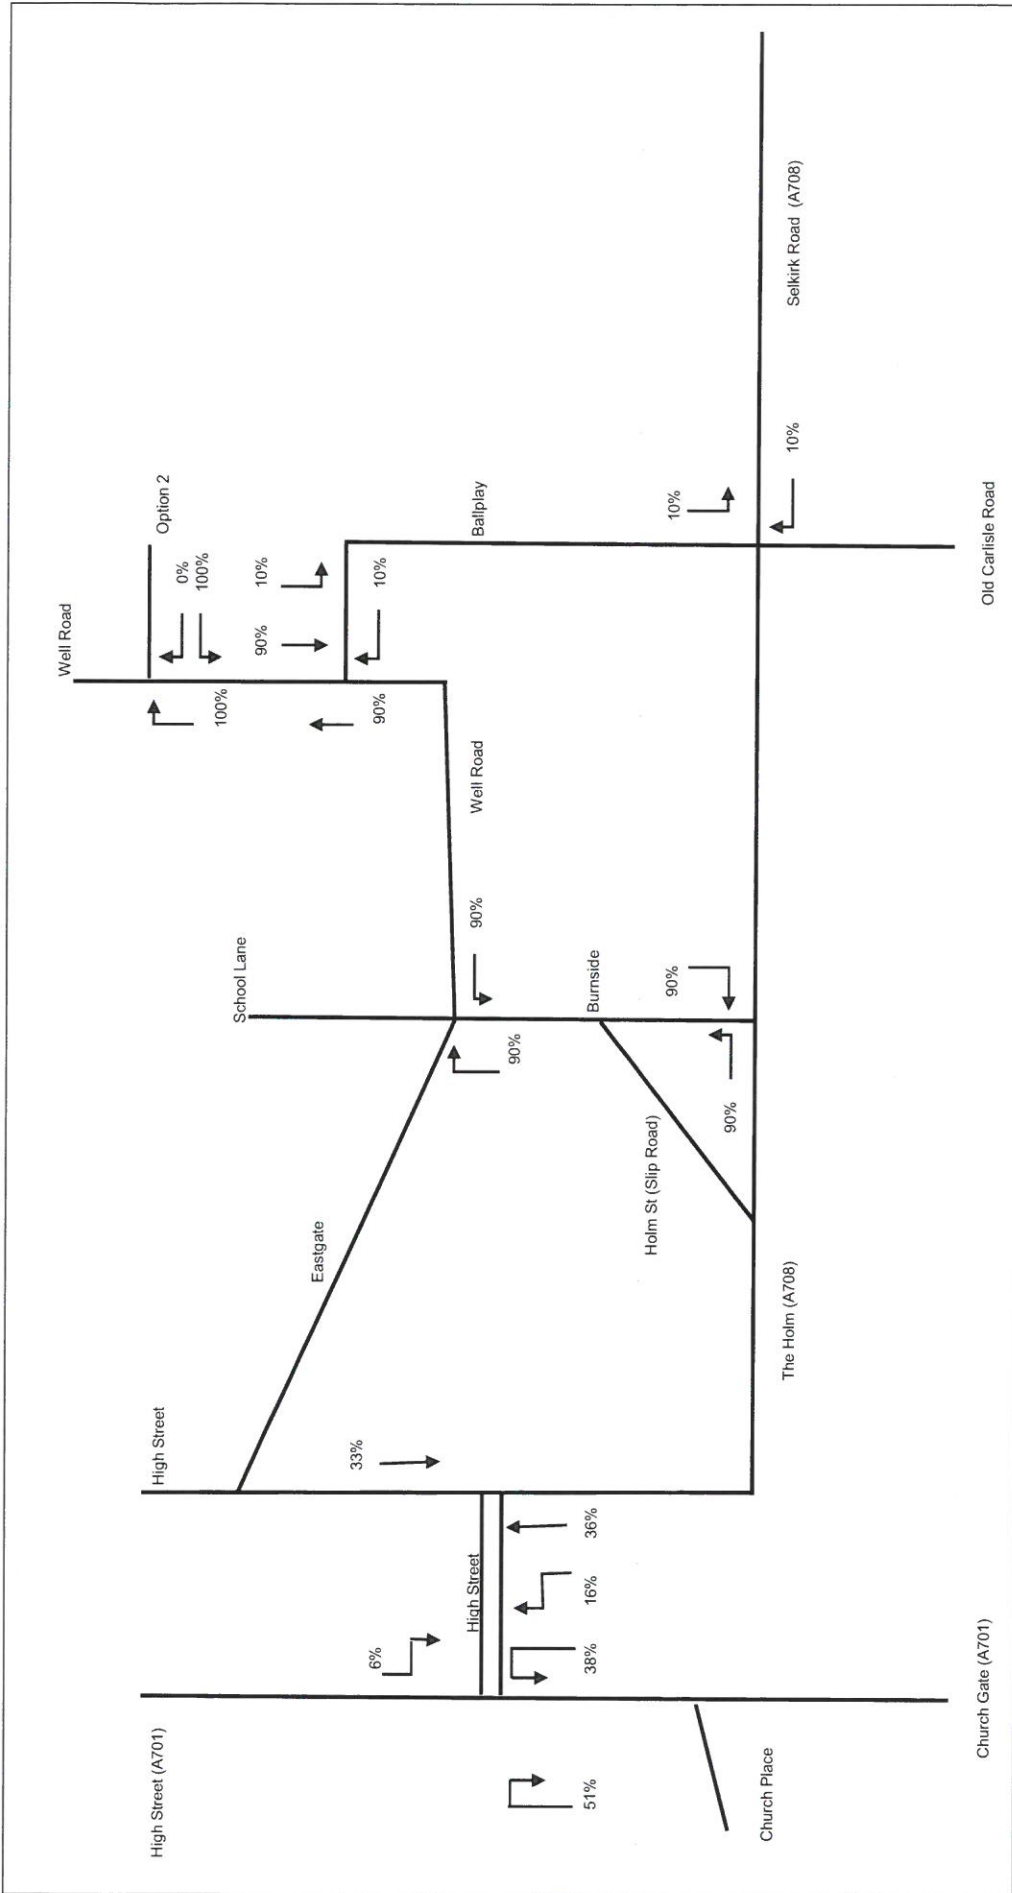 Well Road
Option 2
0%
100%
100%
90%
10%
90%
10%
School Lane
Well Road
Ballplay
90%
90%
Burnside
90%
90%
Holm St (Slip Road)
10%
10%
Selkirk Road (A708)
Old Carlisle Road
Eastgate
The Holm (A708)
High Street
33%
High Street
36%
16%
6%
38%
High Street (A701)
51%
Church Place
Church Gate (A701)